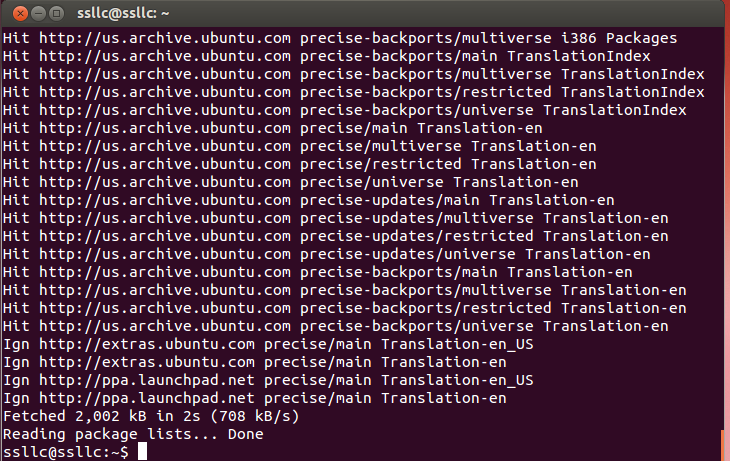 ssllc@ssllc: ~
Hit http://us.archive.ubuntu.com precise-backports/multiverse i386 Packages
Hit http://us.archive.ubuntu.com precise-backports/main TranslationIndex
Hit http://us.archive.ubuntu.com precise-backports/multiverse TranslationIndex
Hit http://us.archive.ubuntu.com precise-backports/restricted TranslationIndex
Hit http://us.archive.ubuntu.com precise-backports/universe TranslationIndex
Hit http://us.archive.ubuntu.com precise/main Translation-en
Hit http://us.archive.ubuntu.com precise/multiverse Translation-en
Hit http://us.archive.ubuntu.com precise/restricted Translation-en
Hit http://us.archive.ubuntu.com precise/universe Translation-en
Hit http://us.archive.ubuntu.com precise-updates/main Translation-en
Hit http://us.archive.ubuntu.com precise-updates/multiverse Translation-en
Hit http://us.archive.ubuntu.com precise-updates/restricted Translation-en
Hit http://us.archive.ubuntu.com precise-updates/universe Translation-en
Hit http://us.archive.ubuntu.com precise-backports/main Translation-en
Hit http://us.archive.ubuntu.com precise-backports/multiverse Translation-en
Hit http://us.archive.ubuntu.com precise-backports/restricted Translation-en
Hit http://us.archive.ubuntu.com precise-backports/universe Translation-en
Ign http://extras.ubuntu.com precise/main Translation-en_US
Ign http://extras.ubuntu.com precise/main Translation-en
Ign http://ppa.launchpad.net precise/main Translation-en_US
Ign http://ppa.launchpad.net precise/main Translation-en
Fetched 2,002 kB in 2s (708 kB/s)
Reading package lists... Done
ssllc@ssllc:~$